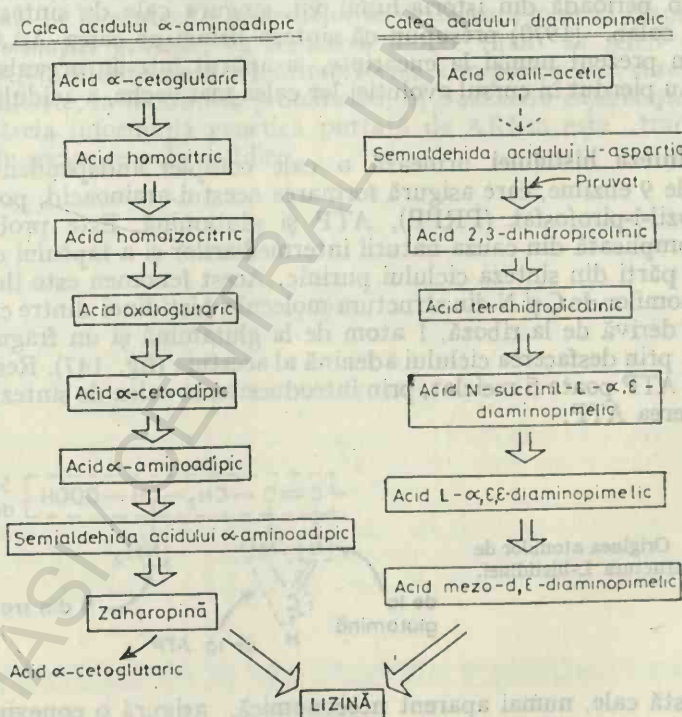 Calea acidului α-aminoadipic
Acid α-cetoglutaric
Acid homocitric
Acid homoizocitric
Acid oxaloglutaric
Acid α-cetoadipic
Acid α-aminoadipic
Semialdehida acidului α-aminoadipic
Zaharopină
Acid α-cetoglutaric
Calea acidului diaminopimelic
Acid oxalil-acetic
Semialdehida acidului L-aspartic
Piruvat
Acid 2,3-dihidropicolinic
Acid tetrahidropicolinic
Acid N-succinil-L-α,ε-
diaminopimelic
Acid L-α,ε,ε-diaminopimelic
Acid mezo-d,ε-diaminopimelic
LIZINĂ